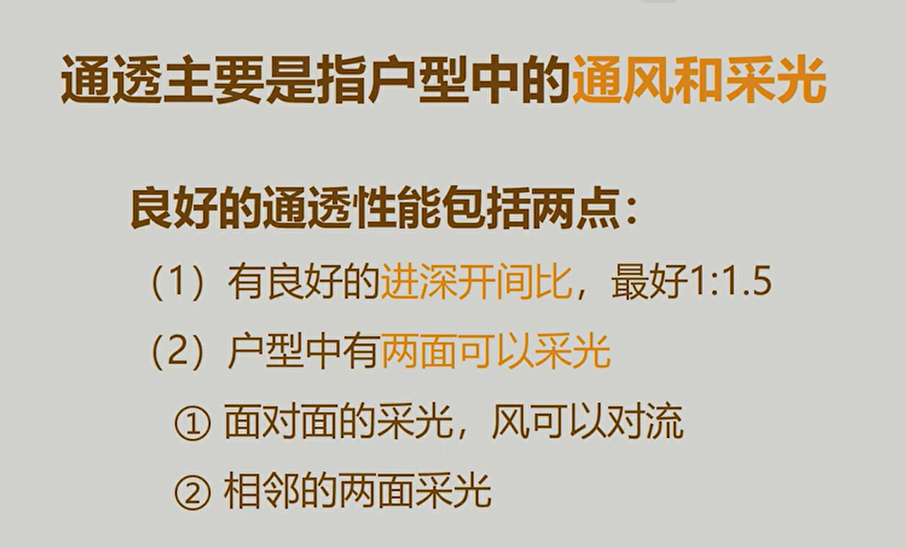 通透主要是指户型中的通风和采光
良好的通透性能包括两点：
（1）有良好的进深开间比，最好1:1.5
（2）户型中有两面可以采光
① 面对面的采光，风可以对流
② 相邻的两面采光